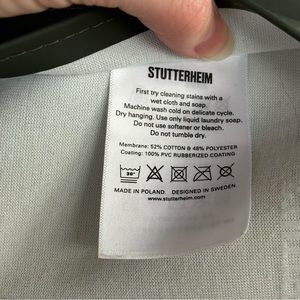 STUTTERHEIM
First try cleaning stains with a
wet cloth and soap.
Machine wash cold on delicate cycle.
Dry hanging. Use only liquid laundry soap.
Do not use softener or bleach.
Do not tumble dry.
Membrane: 52% COTTON & 48% POLYESTER
Coating: 100% PVC RUBBERIZED COATING
30°
MADE IN POLAND. DESIGNED IN SWEDEN.
www.stutterheim.com